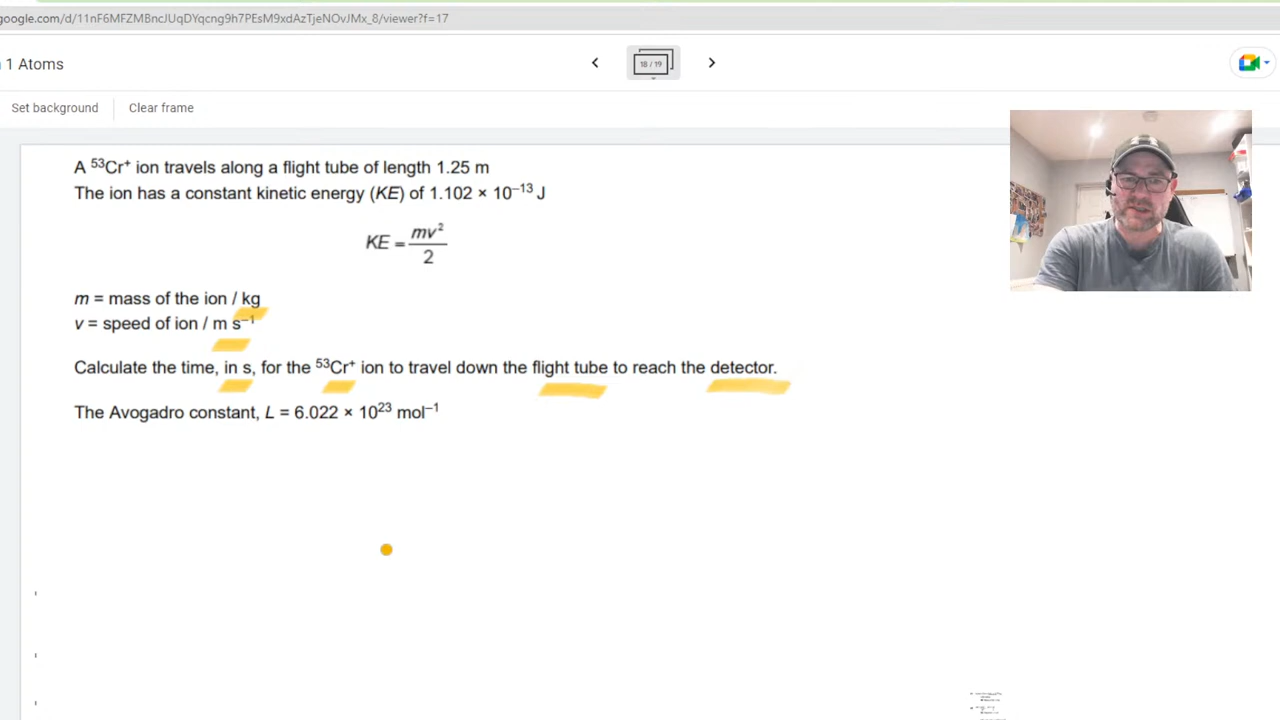 google.com/d/11nF6MFZMBncJUqDYqcng9h7PEsM9xdAzTjeNOvJMx_8/viewer?f=17
1 Atoms
18 / 19
Set background
Clear frame
A ⁵³Cr⁺ ion travels along a flight tube of length 1.25 m
The ion has a constant kinetic energy (KE) of 1.102 × 10⁻¹³ J
KE = mv²/2
m = mass of the ion / kg
v = speed of ion / m s⁻¹
Calculate the time, in s, for the ⁵³Cr⁺ ion to travel down the flight tube to reach the detector.
The Avogadro constant, L = 6.022 × 10²³ mol⁻¹